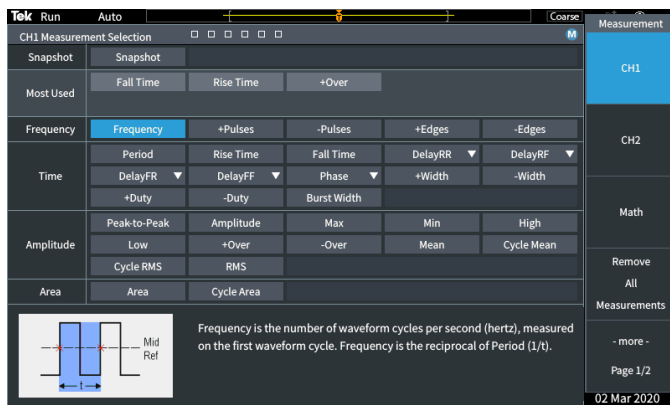 Tek Run Auto Coarse
CH1 Measurement Selection M
Snapshot Snapshot
Most Used Fall Time Rise Time +Over
Frequency Frequency +Pulses -Pulses +Edges -Edges
Time Period Rise Time Fall Time DelayRR DelayRF
DelayFR DelayFF Phase +Width -Width
+Duty -Duty Burst Width
Amplitude Peak-to-Peak Amplitude Max Min High
Low +Over -Over Mean Cycle Mean
Cycle RMS RMS
Area Area Cycle Area
Mid
Ref
t
Frequency is the number of waveform cycles per second (hertz), measured
on the first waveform cycle. Frequency is the reciprocal of Period (1/t).
Measurement
CH1
CH2
Math
Remove
All
Measurements
- more -
Page 1/2
02 Mar 2020